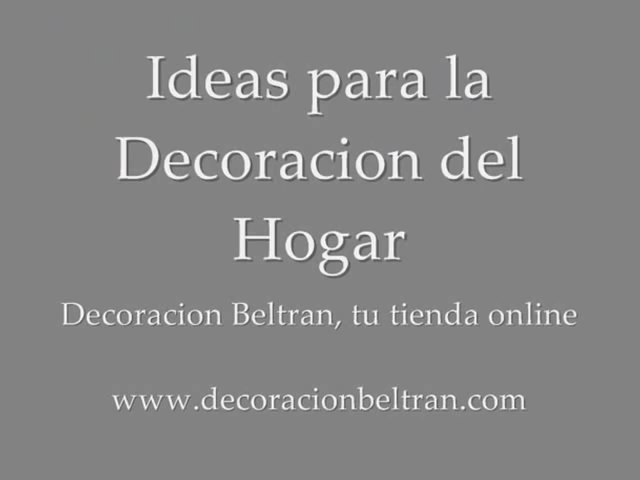 Ideas para la
Decoracion del
Hogar
Decoracion Beltran, tu tienda online
www.decoracionbeltran.com